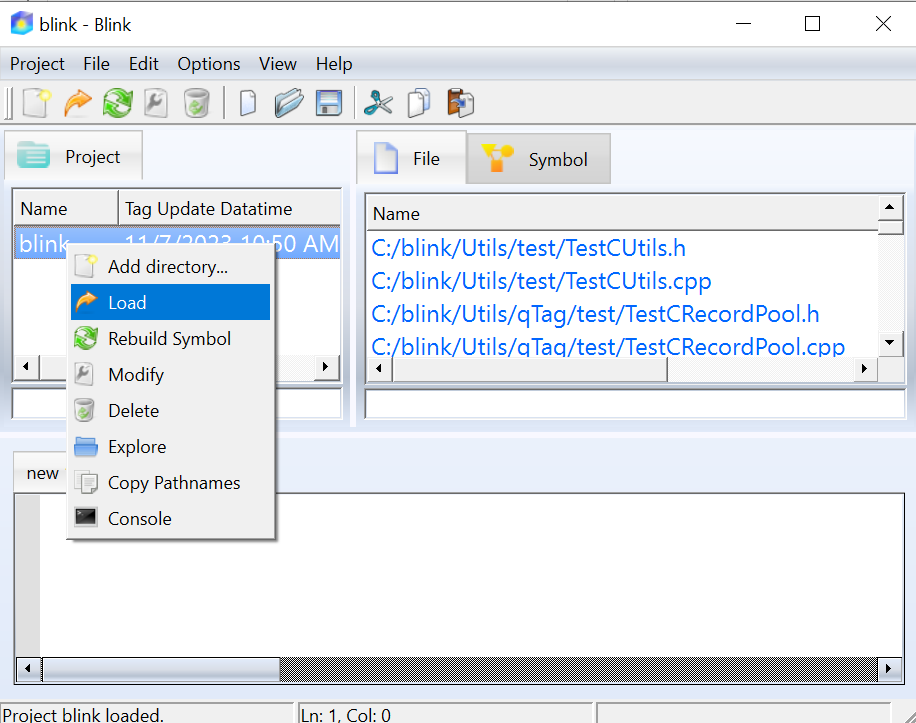 blink - Blink
Project File Edit Options View Help
Project
File
Symbol
Name Tag Update Datatime
blink 11/7/2023 10:50 AM
Name
C:/blink/Utils/test/TestCUtils.h
C:/blink/Utils/test/TestCUtils.cpp
C:/blink/Utils/qTag/test/TestCRecordPool.h
C:/blink/Utils/qTag/test/TestCRecordPool.cpp
Add directory...
Load
Rebuild Symbol
Modify
Delete
Explore
Copy Pathnames
Console
new
Project blink loaded.
Ln: 1, Col: 0